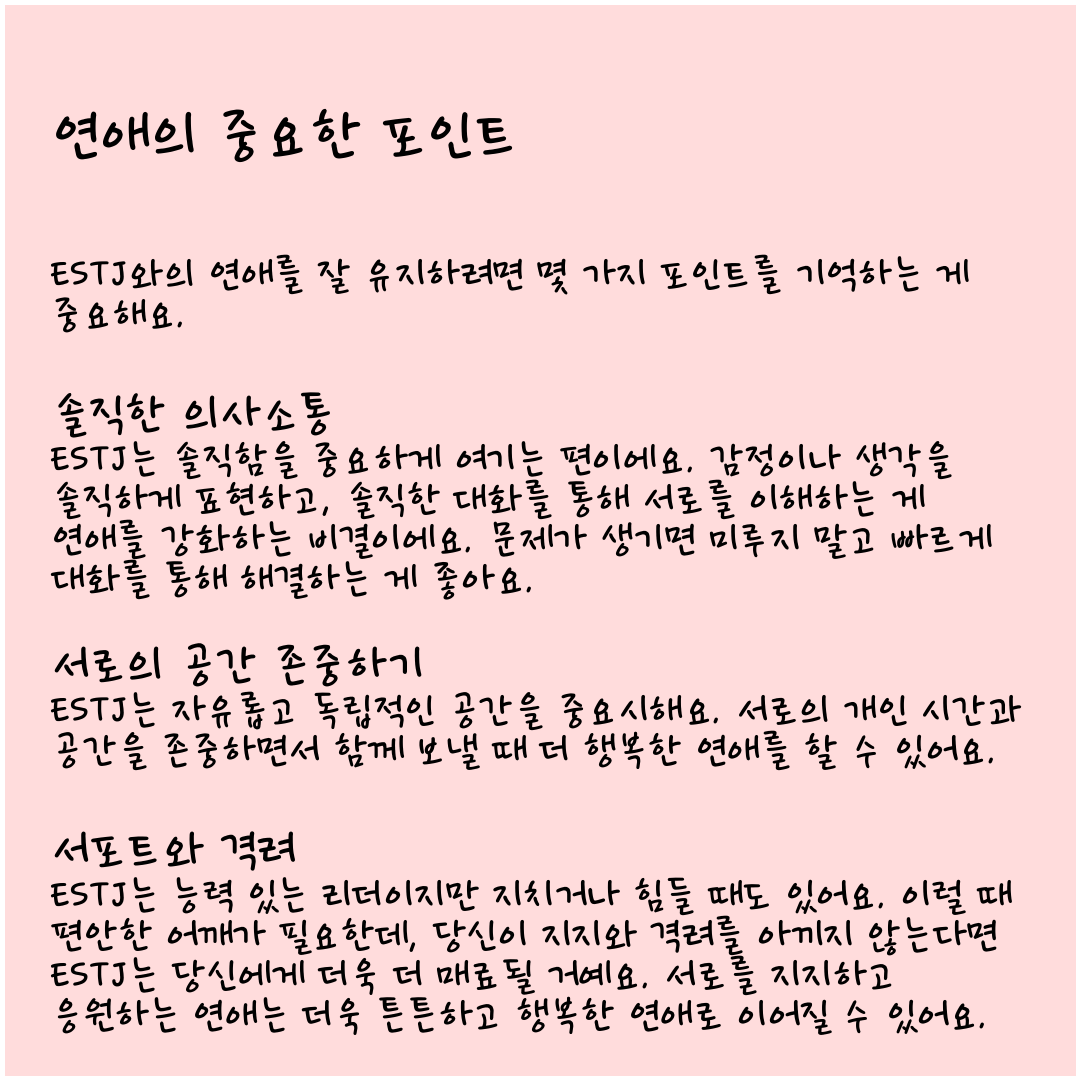 연애의 중요한 포인트
ESTJ와의 연애를 잘 유지하려면 몇 가지 포인트를 기억하는 게
중요해요.
솔직한 의사소통
ESTJ는 솔직함을 중요하게 여기는 편이에요. 감정이나 생각을
솔직하게 표현하고, 솔직한 대화를 통해 서로를 이해하는 게
연애를 강화하는 비결이에요. 문제가 생기면 미루지 말고 빠르게
대화를 통해 해결하는 게 좋아요.
서로의 공간 존중하기
ESTJ는 자유롭고 독립적인 공간을 중요시해요. 서로의 개인 시간과
공간을 존중하면서 함께 보낼 때 더 행복한 연애를 할 수 있어요.
서포트와 격려
ESTJ는 능력 있는 리더이지만 지치거나 힘들 때도 있어요. 이럴 때
편안한 어깨가 필요한데, 당신이 지지와 격려를 아끼지 않는다면
ESTJ는 당신에게 더욱 더 매료될 거예요. 서로를 지지하고
응원하는 연애는 더욱 튼튼하고 행복한 연애로 이어질 수 있어요.